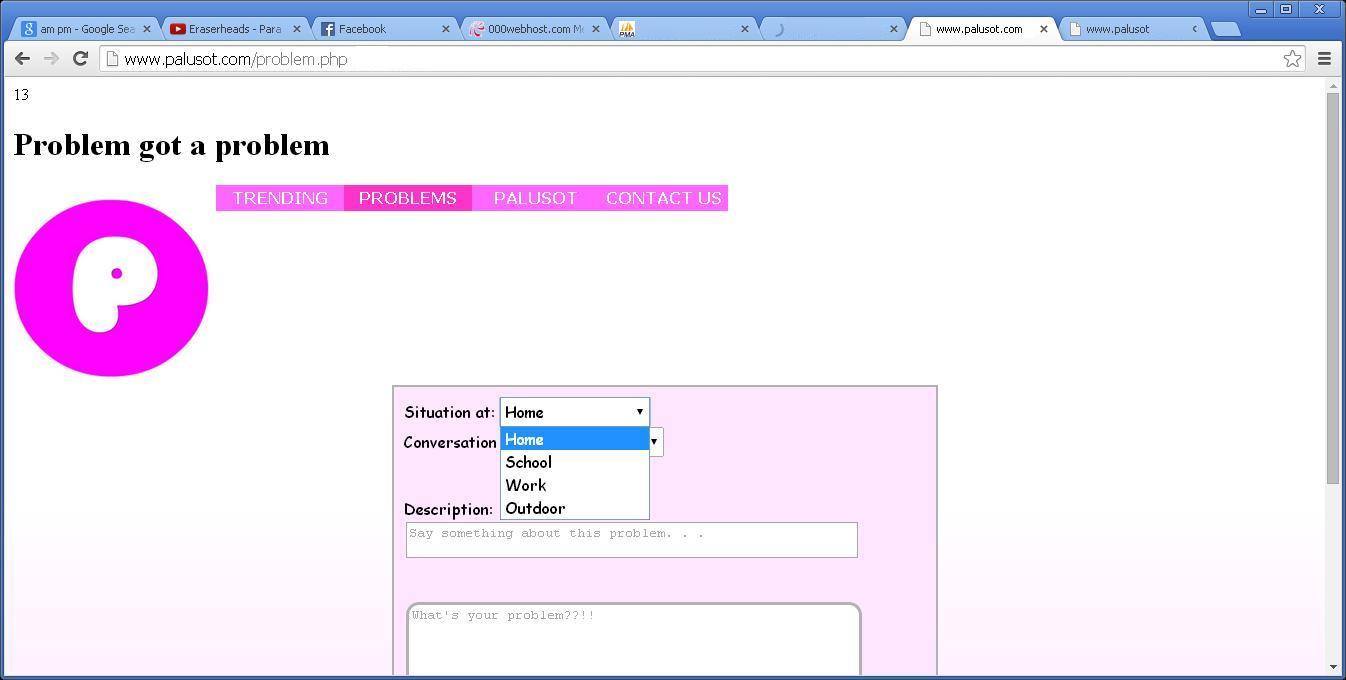 am pm - Google Sea
Eraserheads - Para
Facebook
000webhost.com Me
PMA
www.palusot.com
www.palusot
www.palusot.com/problem.php
13
Problem got a problem
TRENDING PROBLEMS PALUSOT CONTACT US
P
Situation at: Home
Home
Conversation
School
Work
Description: Outdoor
Say something about this problem. . .
What's your problem??!!